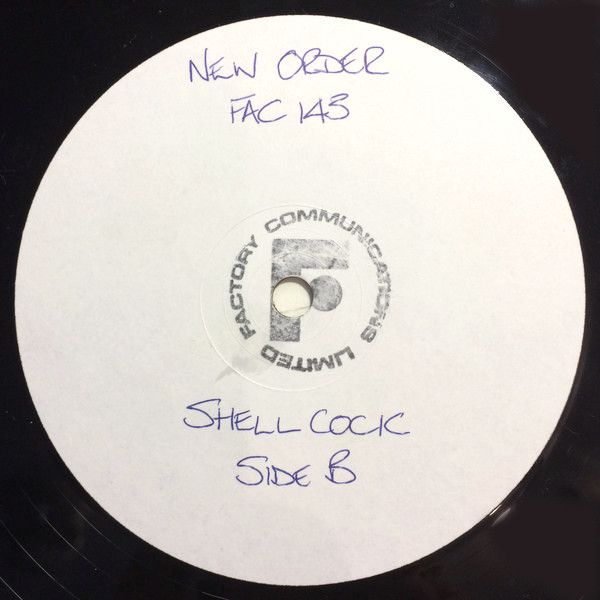 NEW ORDER
FAC 143
FACTORY COMMUNICATIONS LIMITED
F
SHELL COCK
SIDE B